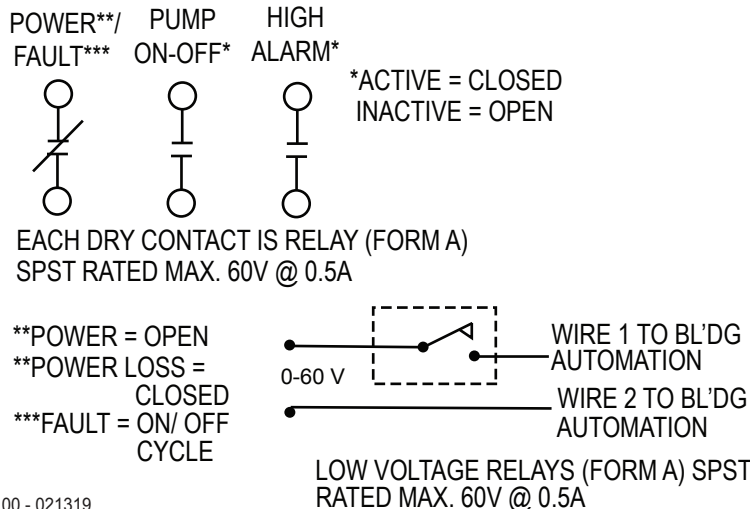 POWER**/ PUMP HIGH
FAULT*** ON-OFF* ALARM*
*ACTIVE = CLOSED
INACTIVE = OPEN
EACH DRY CONTACT IS RELAY (FORM A)
SPST RATED MAX. 60V @ 0.5A
**POWER = OPEN
**POWER LOSS =
CLOSED
***FAULT = ON/ OFF
CYCLE
0-60 V
WIRE 1 TO BL'DG
AUTOMATION
WIRE 2 TO BL'DG
AUTOMATION
LOW VOLTAGE RELAYS (FORM A) SPST
RATED MAX. 60V @ 0.5A
00 - 021319